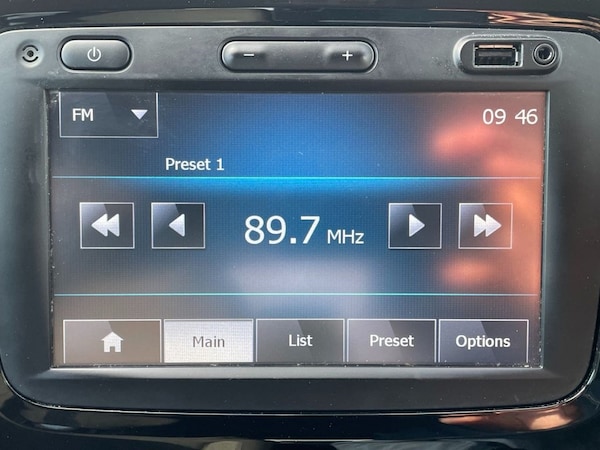 FM
09 46
Preset 1
89.7 MHz
Main
List
Preset
Options